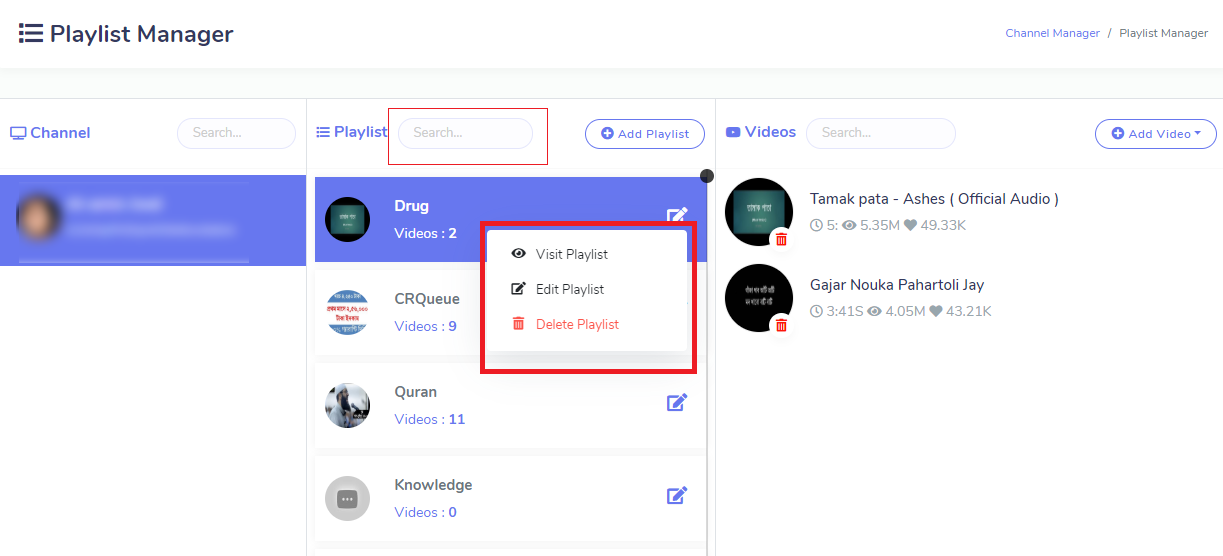 Playlist Manager
Channel Manager / Playlist Manager
Channel
Search...
Playlist
Search...
Add Playlist
Videos
Search...
Add Video
Drug
Videos : 2
Visit Playlist
Edit Playlist
Delete Playlist
CRQueue
Videos : 9
Quran
Videos : 11
Knowledge
Videos : 0
Tamak pata - Ashes ( Official Audio )
5: 5.35M 49.33K
Gajar Nouka Pahartoli Jay
3:41S 4.05M 43.21K